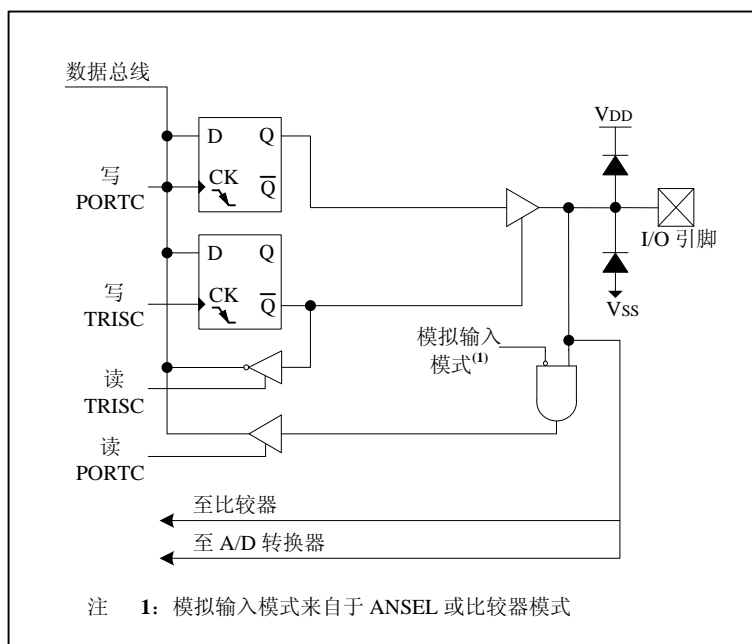 数据总线
D Q
写
PORTC
CK Q
VDD
I/O 引脚
D Q
写
TRISC
CK Q
VSS
模拟输入
模式(1)
读
TRISC
读
PORTC
至比较器
至 A/D 转换器
注 1：模拟输入模式来自于 ANSEL 或比较器模式